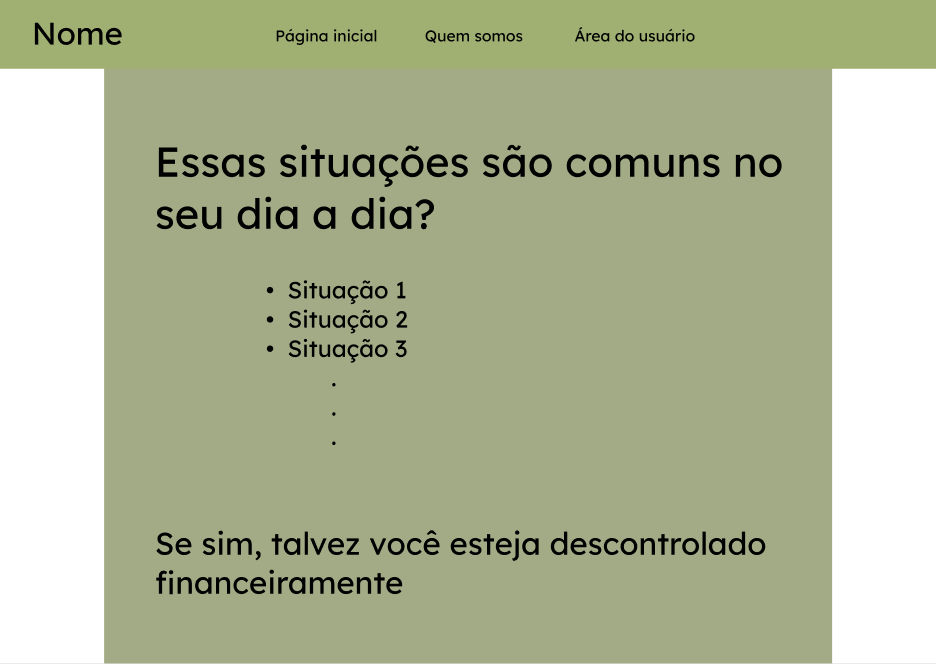 Nome
Página inicial Quem somos Área do usuário
Essas situações são comuns no
seu dia a dia?
• Situação 1
• Situação 2
• Situação 3
.
.
.
Se sim, talvez você esteja descontrolado
financeiramente